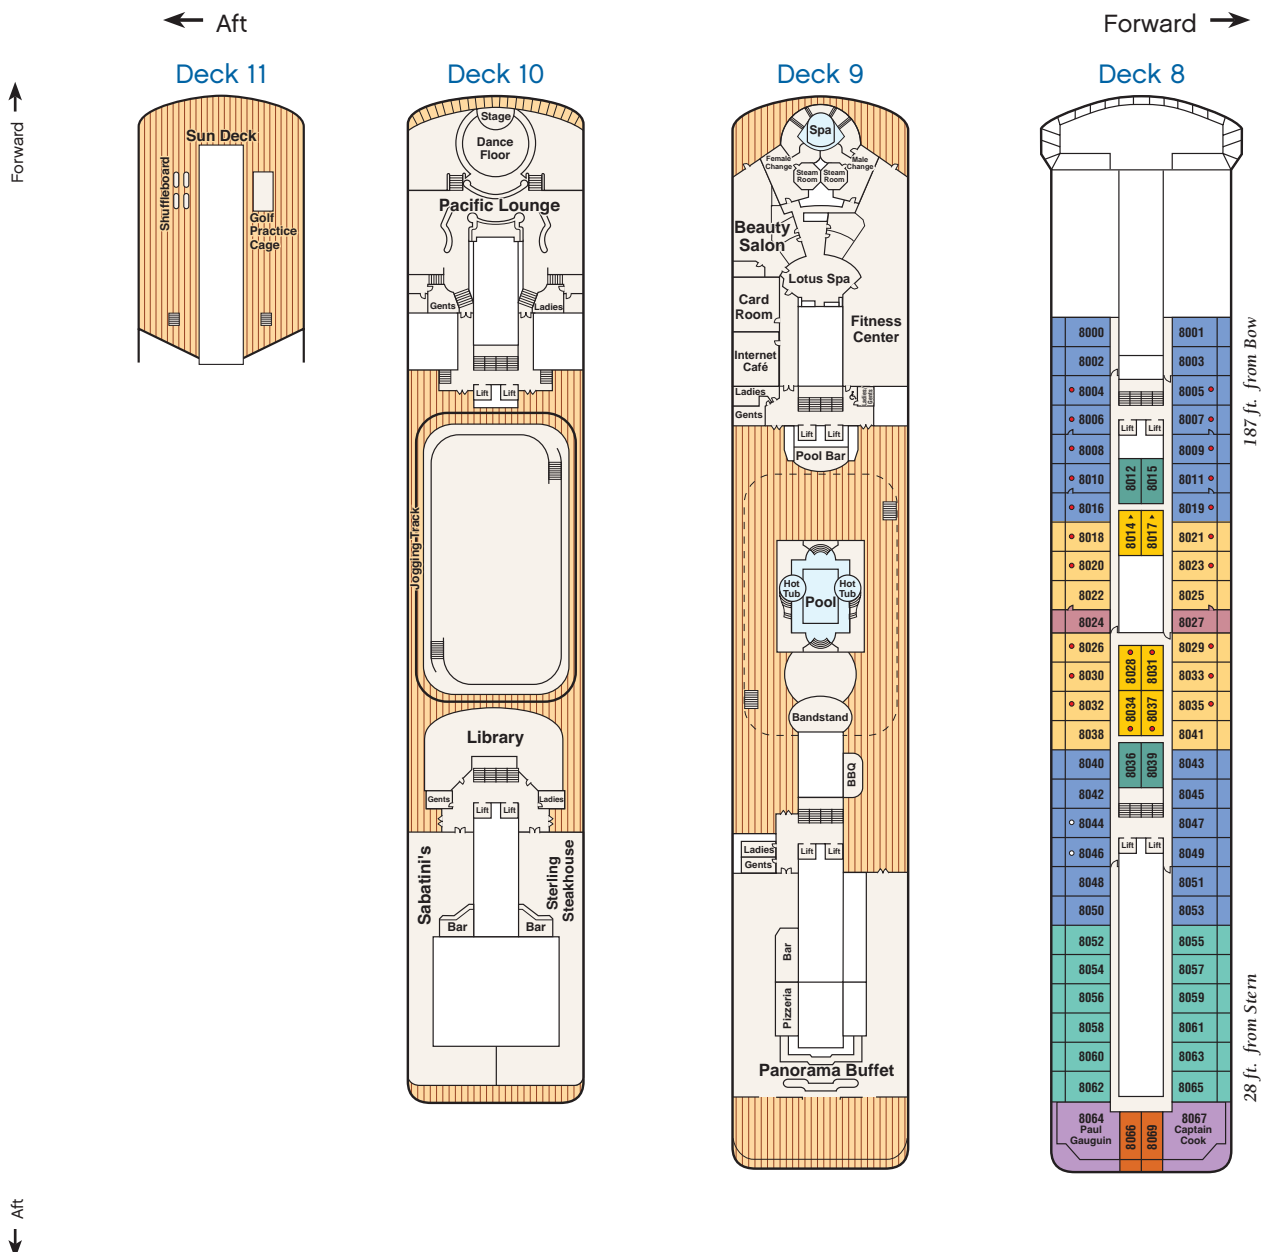 Aft
Forward
Forward
Aft
Deck 11
Sun Deck
Shuffleboard
Golf
Practice
Cage
Deck 10
Stage
Dance
Floor
Pacific Lounge
Gents
Ladies
Lift
Lift
Jogging Track
Library
Gents
Ladies
Lift
Lift
Sabatini's
Sterling
Steakhouse
Bar
Bar
Deck 9
Spa
Female
Change
Male
Change
Steam
Room
Steam
Room
Beauty
Salon
Lotus Spa
Card
Room
Fitness
Center
Internet
Café
Ladies
Gents
Ladies
Gents
Lift
Lift
Pool Bar
Hot
Tub
Pool
Hot
Tub
Bandstand
BBQ
Ladies
Gents
Lift
Lift
Bar
Pizzeria
Panorama Buffet
Deck 8
8000
8001
8002
8003
8004
8005
8006
8007
Lift
Lift
8008
8009
8010
8012
8015
8011
8016
8019
8018
8014
8017
8021
8020
8023
8022
8025
8024
8027
8026
8028
8031
8029
8030
8033
8032
8034
8037
8035
8038
8041
8040
8036
8039
8043
8042
8045
8044
8047
8046
Lift
Lift
8049
8048
8051
8050
8053
8052
8055
8054
8057
8056
8059
8058
8061
8060
8063
8062
8065
8064
Paul
Gauguin
8066
8069
8067
Captain
Cook
187 ft. from Bow
28 ft. from Stern